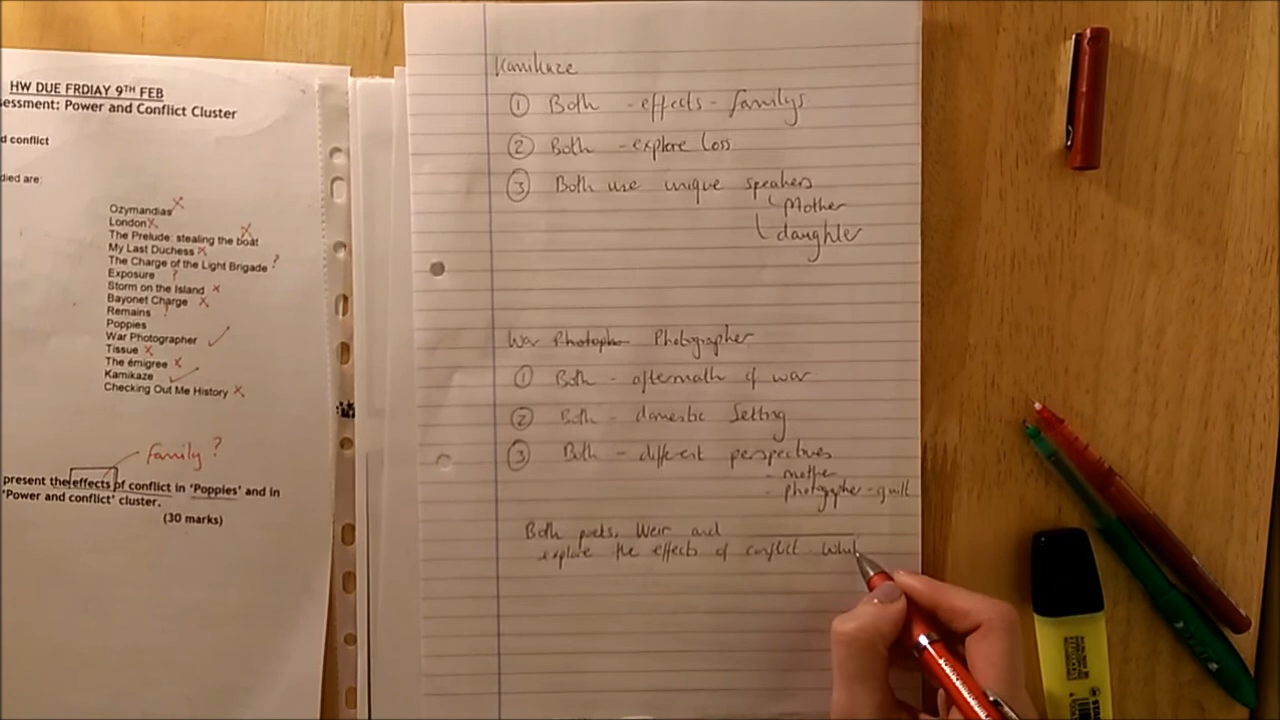 HW DUE FRDIAY 9TH FEB
sessment: Power and Conflict Cluster
d conflict
died are:
Ozymandias x
London x
The Prelude: stealing the boat x
My Last Duchess x
The Charge of the Light Brigade ?
Exposure ?
Storm on the Island x
Bayonet Charge x
Remains
Poppies
War Photographer ✓
Tissue x
The émigree x
Kamikaze ✓
Checking Out Me History x
family ?
present the effects of conflict in 'Poppies' and in
'Power and conflict' cluster.
(30 marks)
Kamikaze
① Both - effects - familys
② Both - explore loss
③ Both use unique speakers
Mother
daughter
War Photopho Photographer
① Both - aftermath of war
② Both - domestic Setting
③ Both - different perspectives
- mother
- photographer - guilt
Both poets, Weir and ________
explore the effects of conflict. Whil